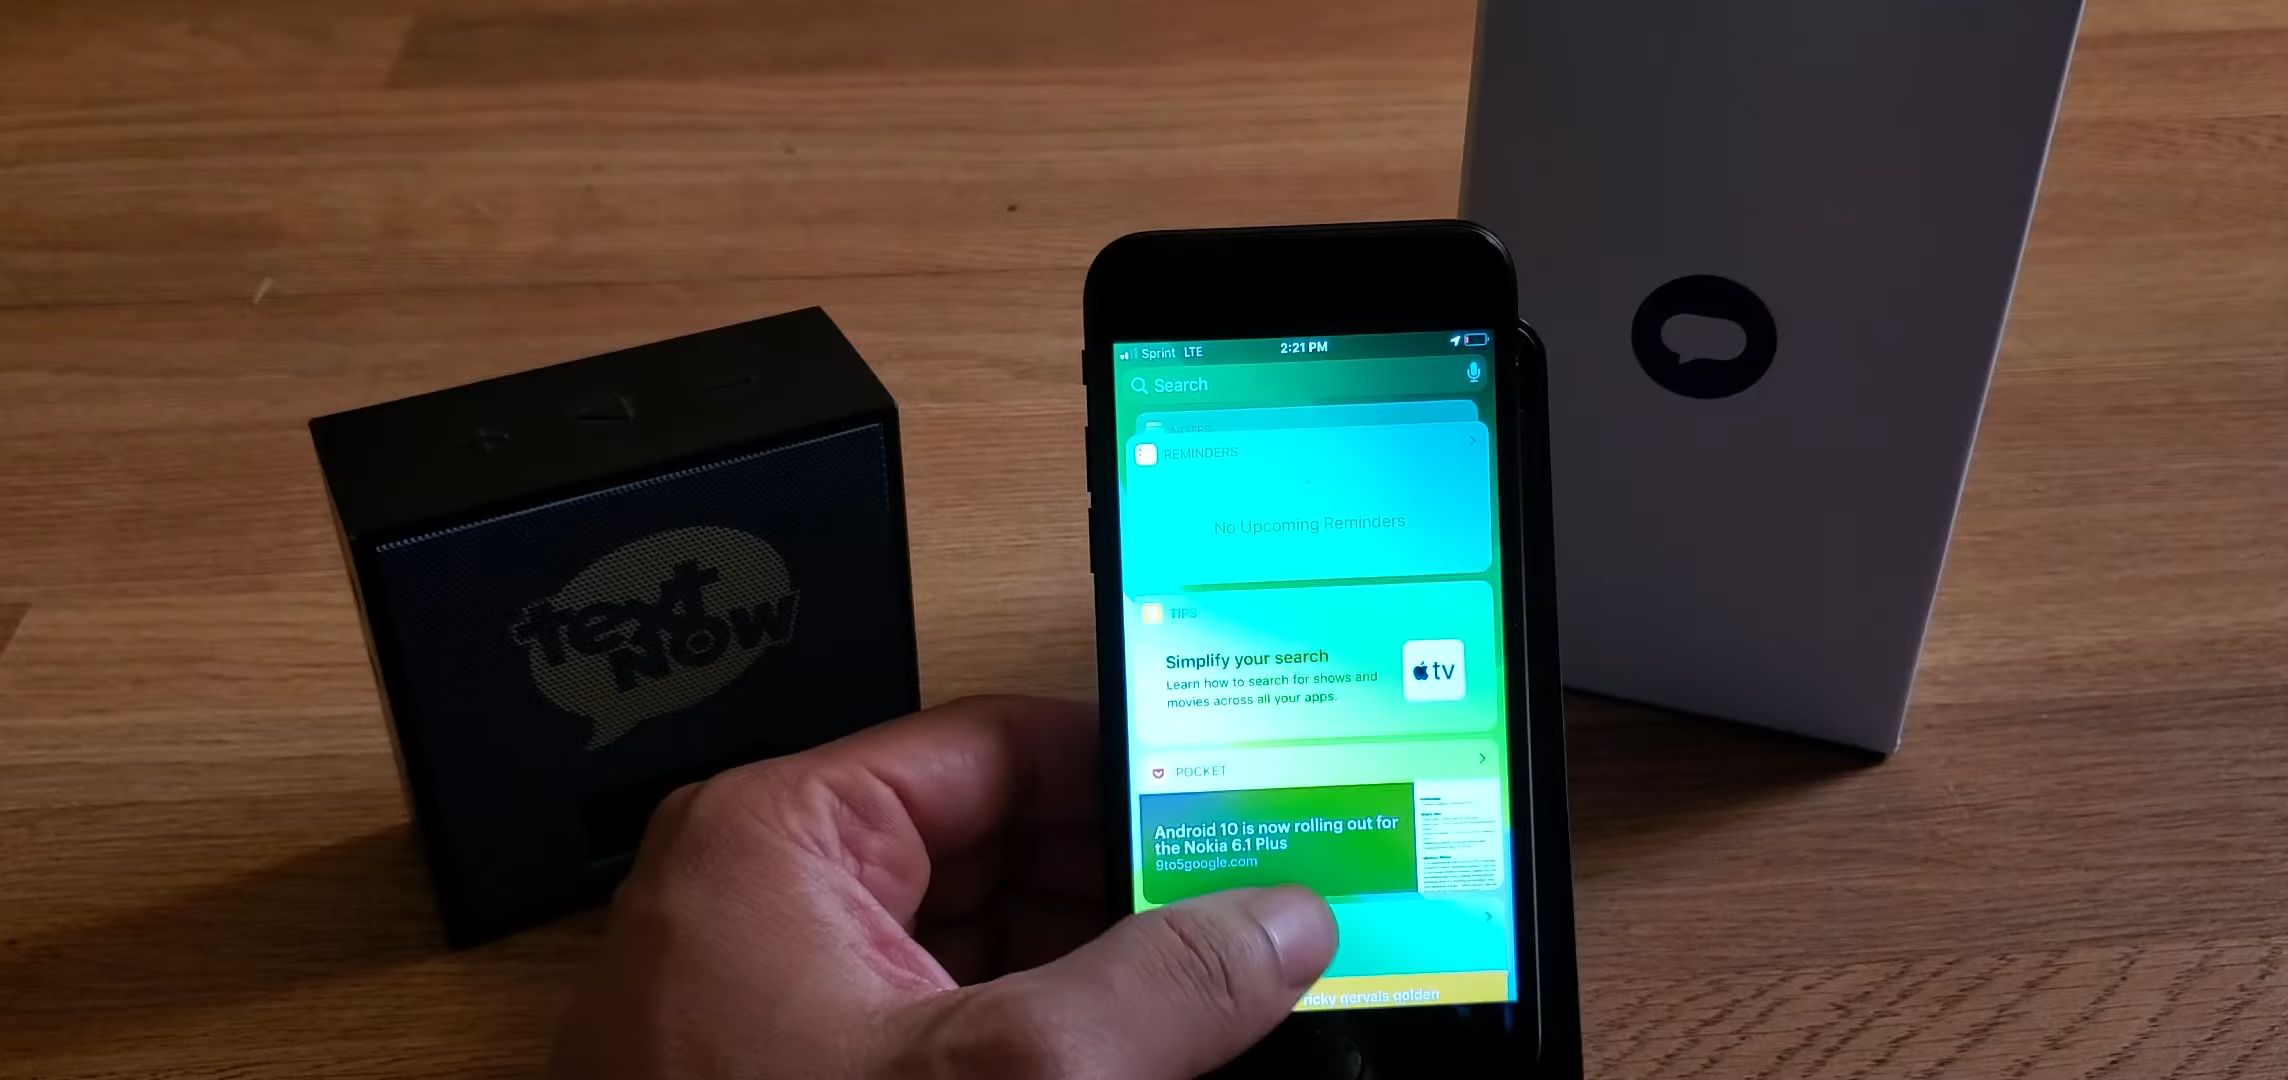 text
now
Sprint LTE
2:21 PM
Search
NOTES
REMINDERS
No Upcoming Reminders
TIPS
Simplify your search
Learn how to search for shows and
movies across all your apps.
tv
POCKET
Android 10 is now rolling out for
the Nokia 6.1 Plus
9to5google.com
ricky gervais golden